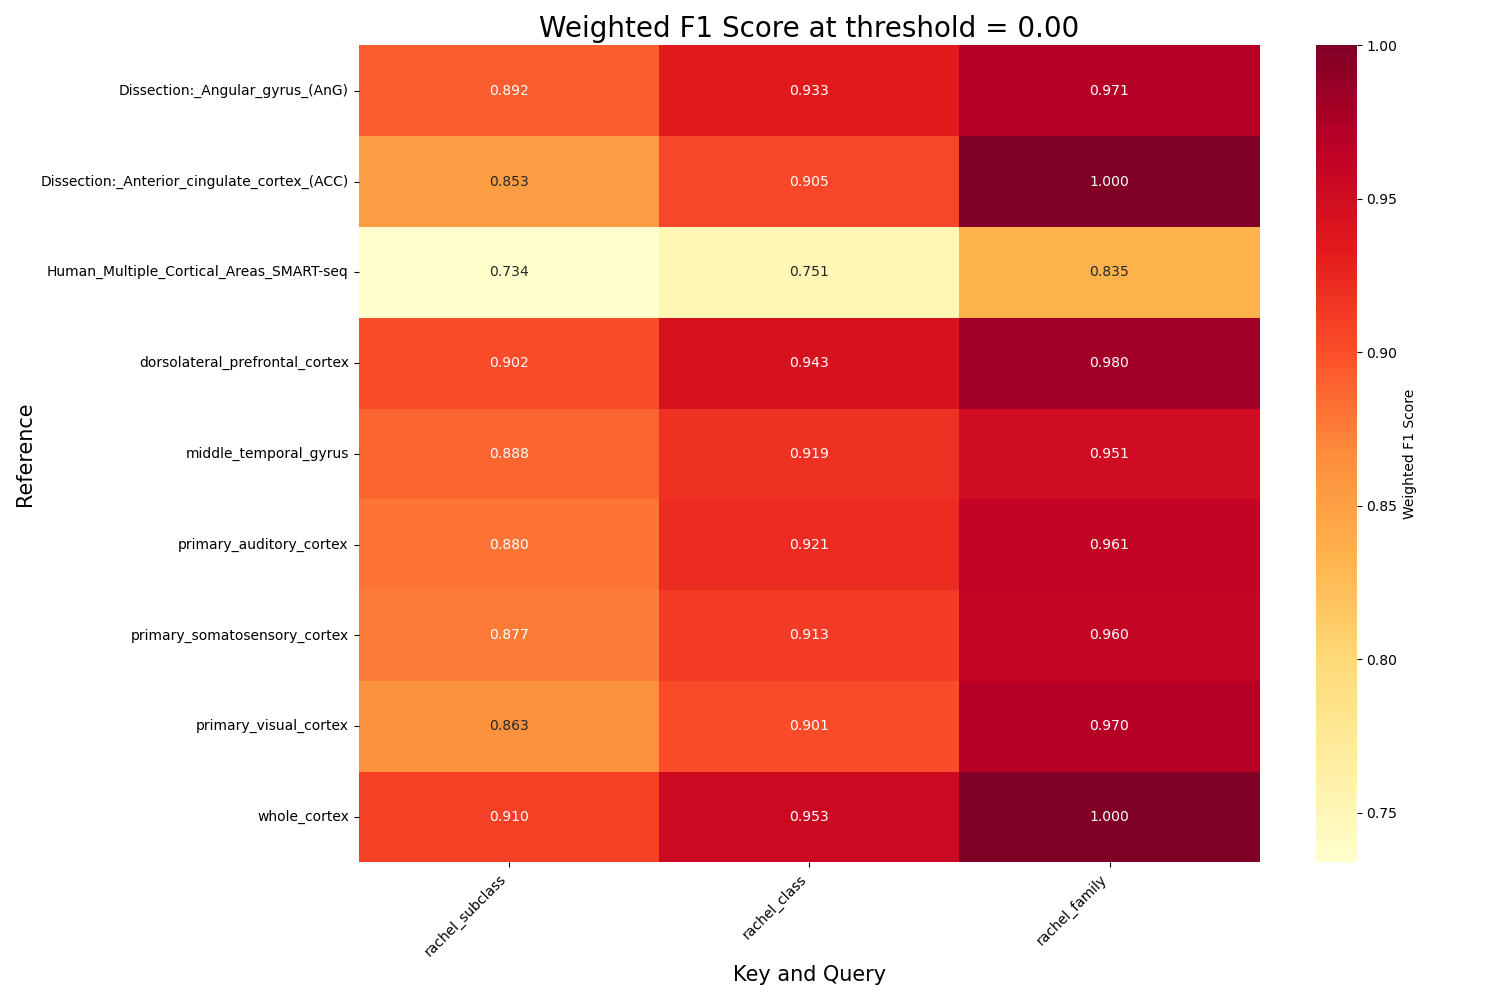 Weighted F1 Score at threshold = 0.00
Reference
Dissection:_Angular_gyrus_(AnG) 0.892 0.933 0.971
Dissection:_Anterior_cingulate_cortex_(ACC) 0.853 0.905 1.000
Human_Multiple_Cortical_Areas_SMART-seq 0.734 0.751 0.835
dorsolateral_prefrontal_cortex 0.902 0.943 0.980
middle_temporal_gyrus 0.888 0.919 0.951
primary_auditory_cortex 0.880 0.921 0.961
primary_somatosensory_cortex 0.877 0.913 0.960
primary_visual_cortex 0.863 0.901 0.970
whole_cortex 0.910 0.953 1.000
rachel_subclass rachel_class rachel_family
Key and Query
1.00
0.95
0.90
0.85
0.80
0.75
Weighted F1 Score